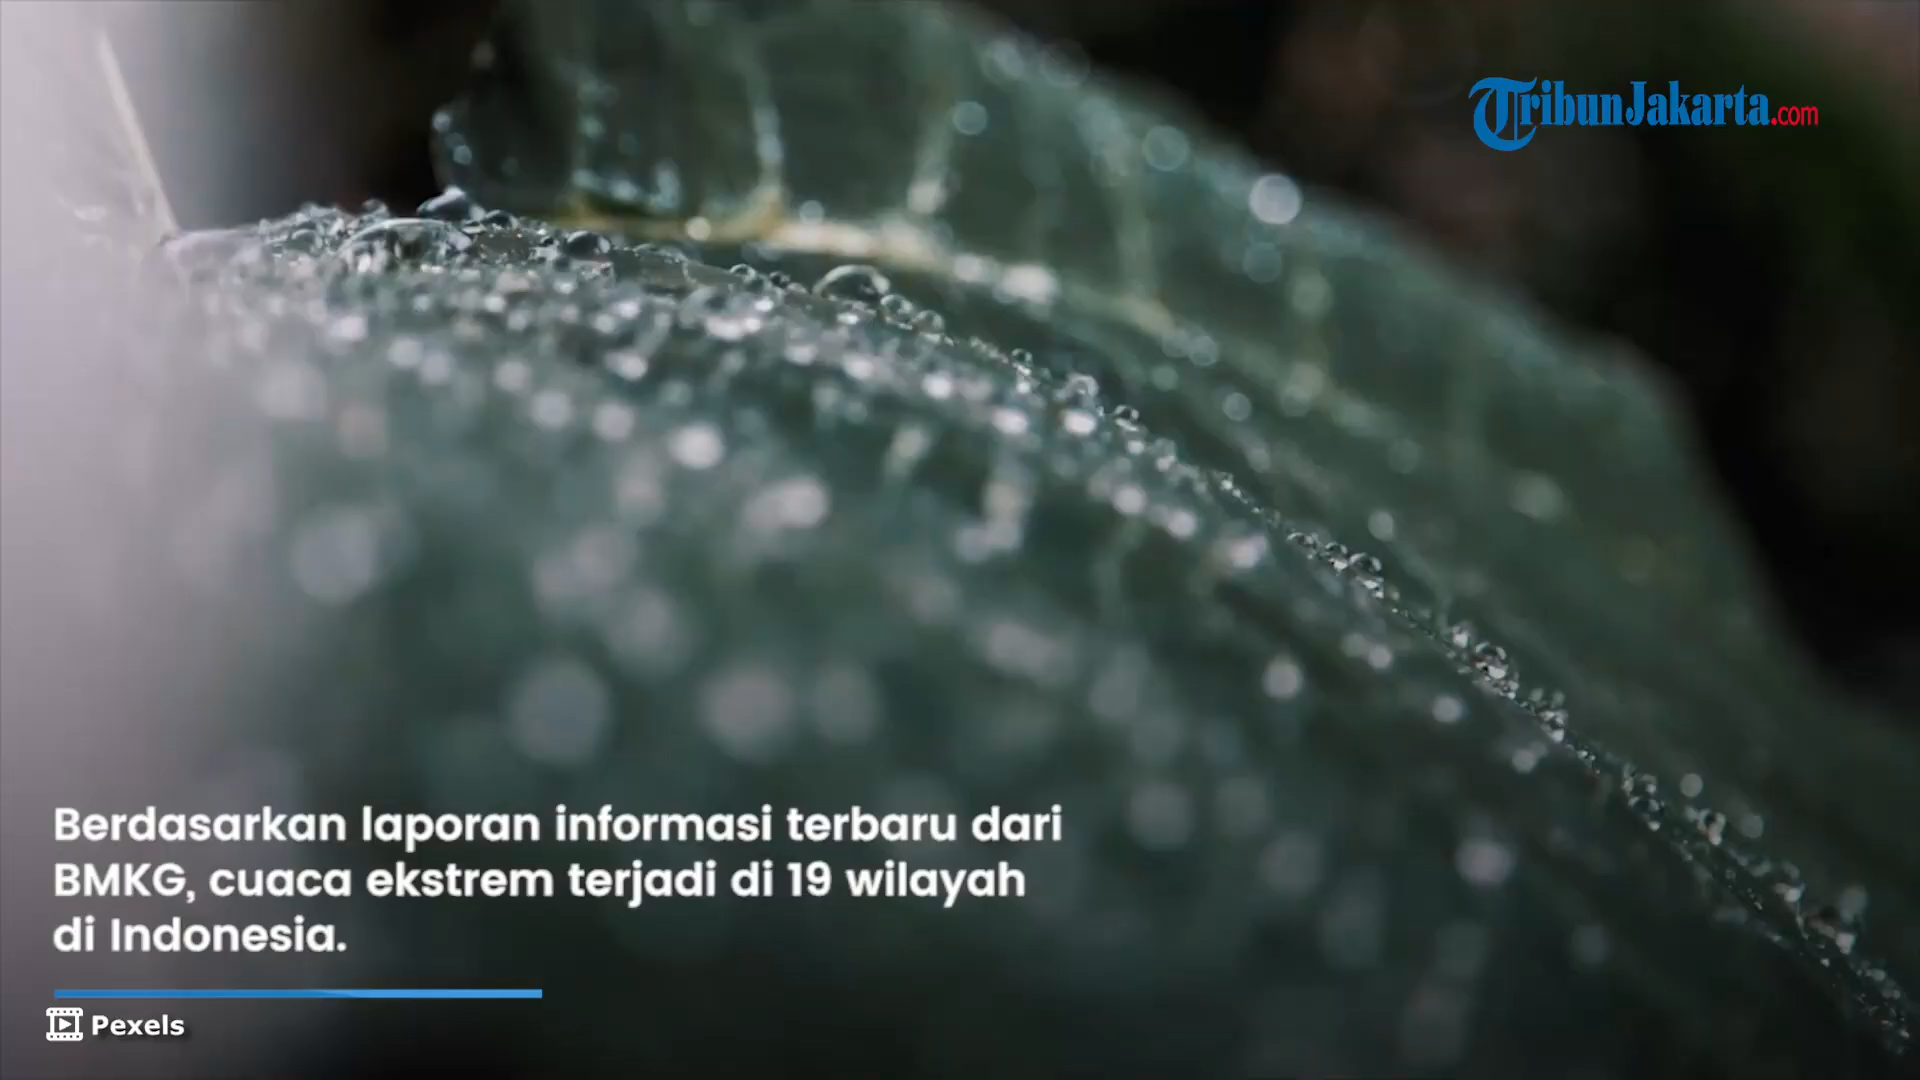 TribunJakarta.com
Berdasarkan laporan informasi terbaru dari
BMKG, cuaca ekstrem terjadi di 19 wilayah
di Indonesia.
Pexels